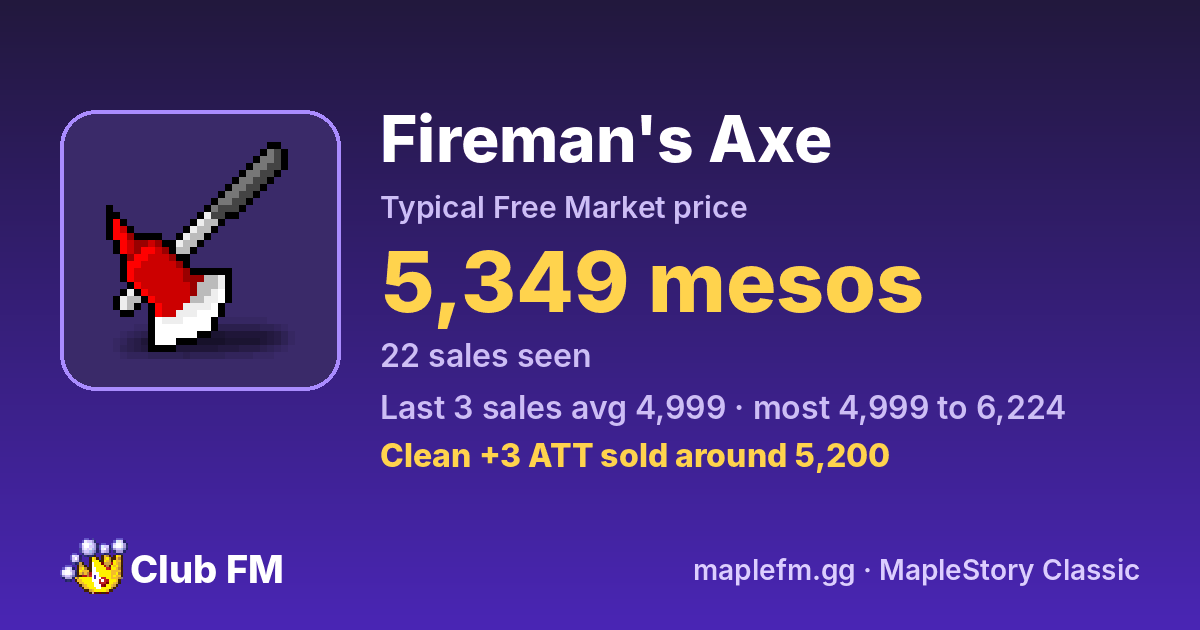 Fireman's Axe
Typical Free Market price
5,349 mesos
22 sales seen
Last 3 sales avg 4,999 · most 4,999 to 6,224
Clean +3 ATT sold around 5,200
Club FM
maplefm.gg · MapleStory Classic